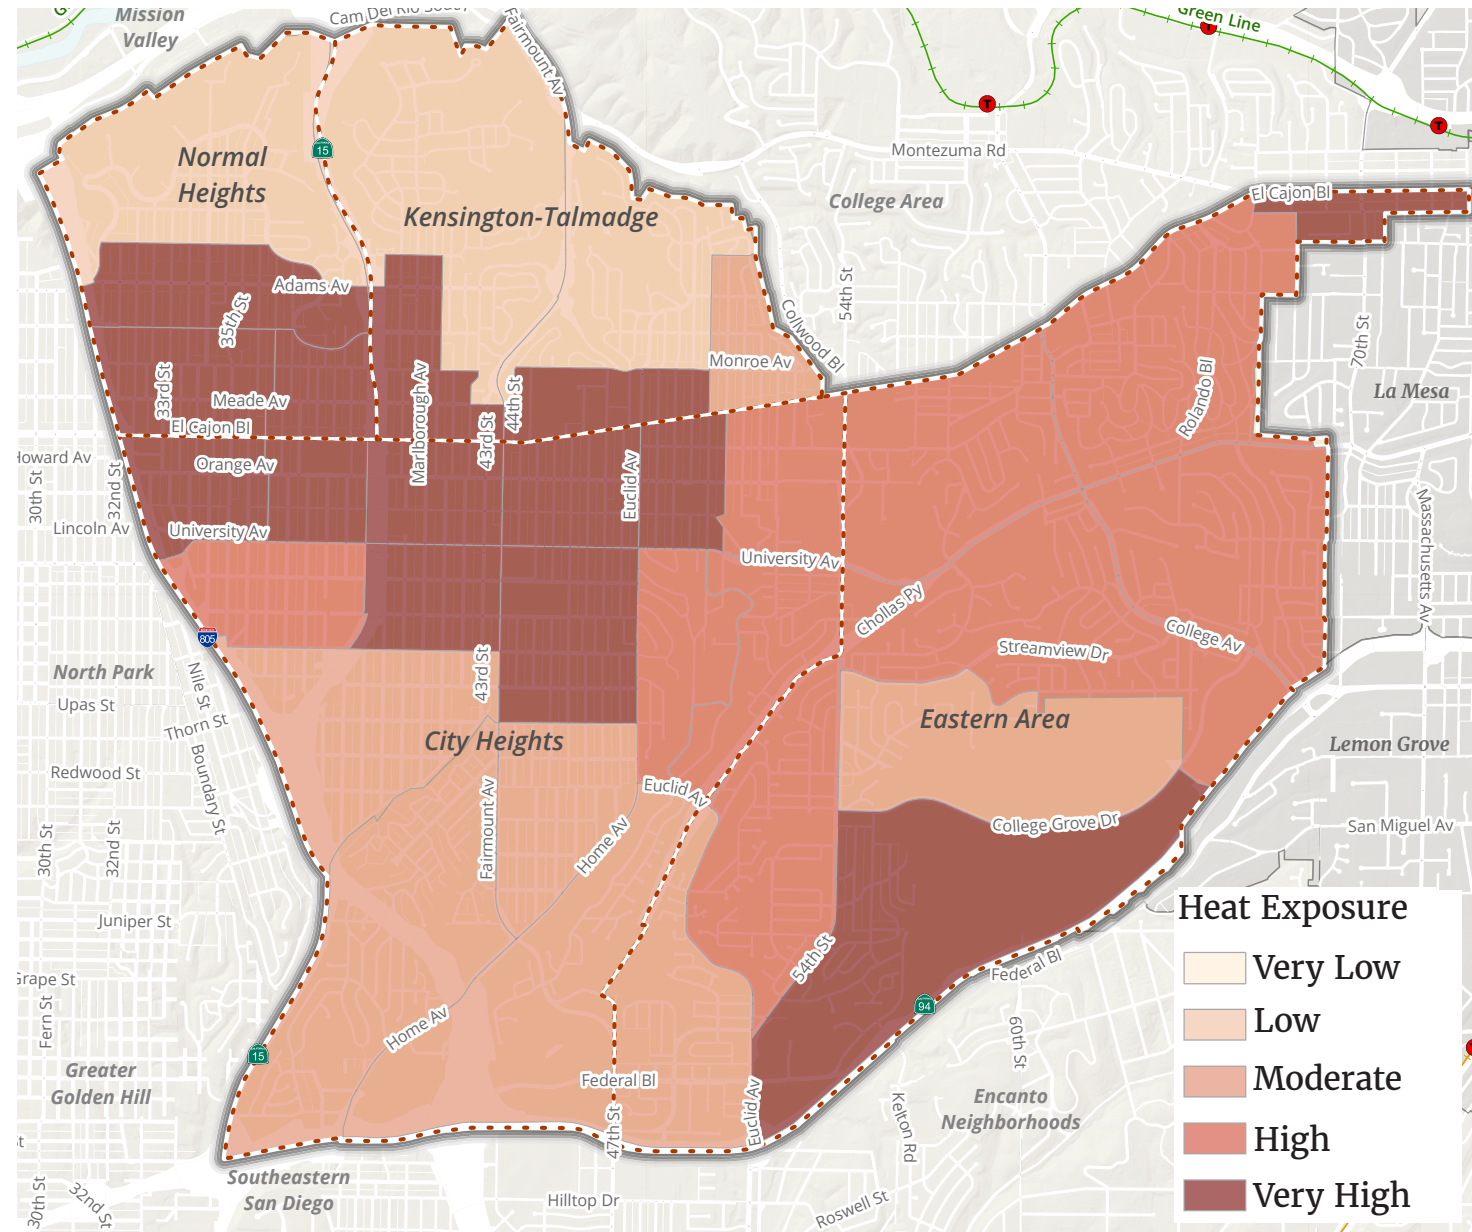 Mission
Valley
Cam Del Rio South
Fairmount Av
Green Line
T
T
T
Normal
Heights
15
Kensington-Talmadge
Montezuma Rd
College Area
El Cajon Bl
Adams Av
35th St
54th St
Collwood Bl
Monroe Av
70th St
La Mesa
33rd St
Meade Av
El Cajon Bl
Marlborough Av
43rd St
44th St
Rolando Bl
Howard Av
30th St
32nd St
Orange Av
Euclid Av
Lincoln Av
University Av
University Av
Massachusetts Av
Chollas Py
College Av
Streamview Dr
805
North Park
Nile St
Upas St
Thorn St
43rd St
City Heights
Eastern Area
Lemon Grove
Redwood St
Boundary St
Euclid Av
Fairmount Av
Home Av
College Grove Dr
San Miguel Av
30th St
32nd St
Juniper St
Grape St
Fern St
54th St
Federal Bl
94
Home Av
15
60th St
Greater
Golden Hill
Federal Bl
47th St
Euclid Av
Kelton Rd
Encanto
Neighborhoods
st
Southeastern
San Diego
30th St
32nd St
Hilltop Dr
Roswell St
Heat Exposure
Very Low
Low
Moderate
High
Very High